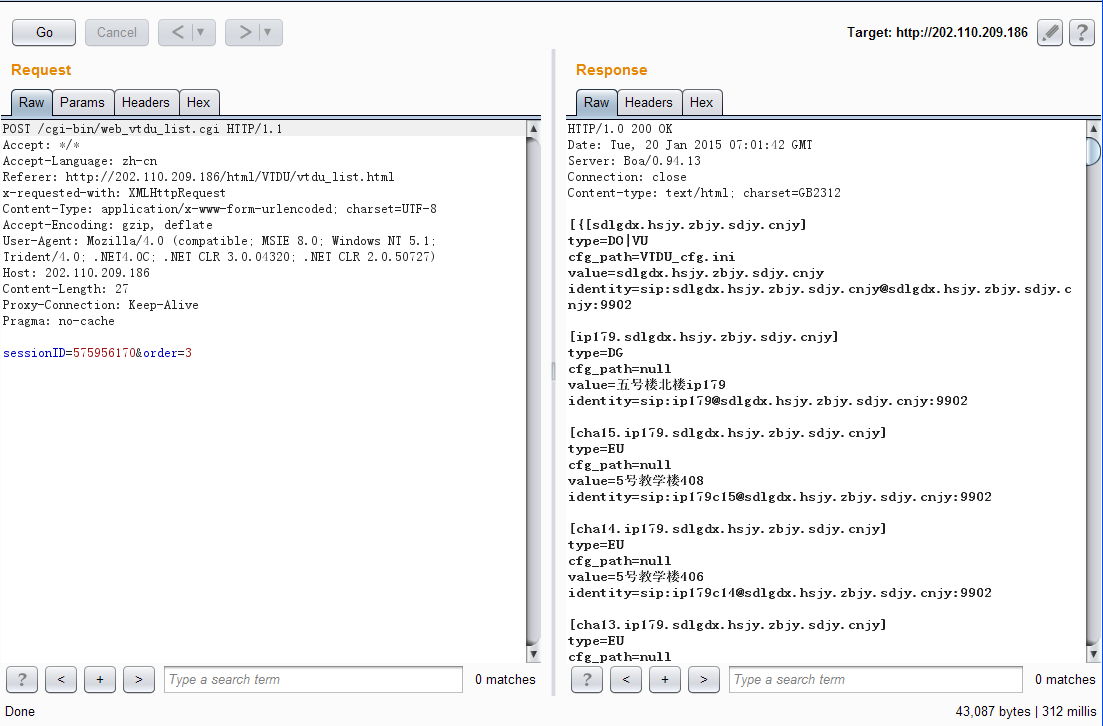 Go
Cancel
<
>
Target: http://202.110.209.186
?
Request
Raw
Params
Headers
Hex
POST /cgi-bin/web_vtdu_list.cgi HTTP/1.1
Accept: */*
Accept-Language: zh-cn
Referer: http://202.110.209.186/html/VTDU/vtdu_list.html
x-requested-with: XMLHttpRequest
Content-Type: application/x-www-form-urlencoded; charset=UTF-8
Accept-Encoding: gzip, deflate
User-Agent: Mozilla/4.0 (compatible; MSIE 8.0; Windows NT 5.1;
Trident/4.0; .NET4.0C; .NET CLR 3.0.04320; .NET CLR 2.0.50727)
Host: 202.110.209.186
Content-Length: 27
Proxy-Connection: Keep-Alive
Pragma: no-cache
sessionID=575956170&order=3
?
<
+
>
Type a search term
0 matches
Response
Raw
Headers
Hex
HTTP/1.0 200 OK
Date: Tue, 20 Jan 2015 07:01:42 GMT
Server: Boa/0.94.13
Connection: close
Content-type: text/html; charset=GB2312
[{[sdlgdx.hsjy.zbjy.sdjy.cnjy]
type=DO|VU
cfg_path=VTDU_cfg.ini
value=sdlgdx.hsjy.zbjy.sdjy.cnjy
identity=sip:sdlgdx.hsjy.zbjy.sdjy.cnjy@sdlgdx.hsjy.zbjy.sdjy.c
njy:9902
[ip179.sdlgdx.hsjy.zbjy.sdjy.cnjy]
type=DG
cfg_path=null
value=五号楼北楼ip179
identity=sip:ip179@sdlgdx.hsjy.zbjy.sdjy.cnjy:9902
[cha15.ip179.sdlgdx.hsjy.zbjy.sdjy.cnjy]
type=EU
cfg_path=null
value=5号教学楼408
identity=sip:ip179c15@sdlgdx.hsjy.zbjy.sdjy.cnjy:9902
[cha14.ip179.sdlgdx.hsjy.zbjy.sdjy.cnjy]
type=EU
cfg_path=null
value=5号教学楼406
identity=sip:ip179c14@sdlgdx.hsjy.zbjy.sdjy.cnjy:9902
[cha13.ip179.sdlgdx.hsjy.zbjy.sdjy.cnjy]
type=EU
cfg_path=null
?
<
+
>
Type a search term
0 matches
Done
43,087 bytes | 312 millis